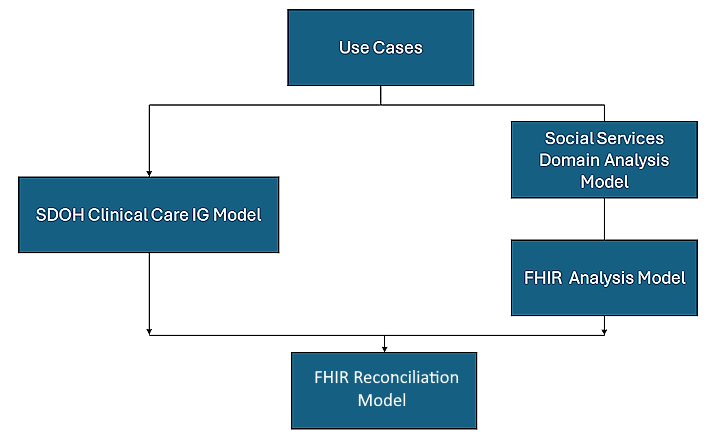 Use Cases
Social Services
Domain Analysis
Model
SDOH Clinical Care IG Model
FHIR Analysis Model
FHIR Reconciliation
Model